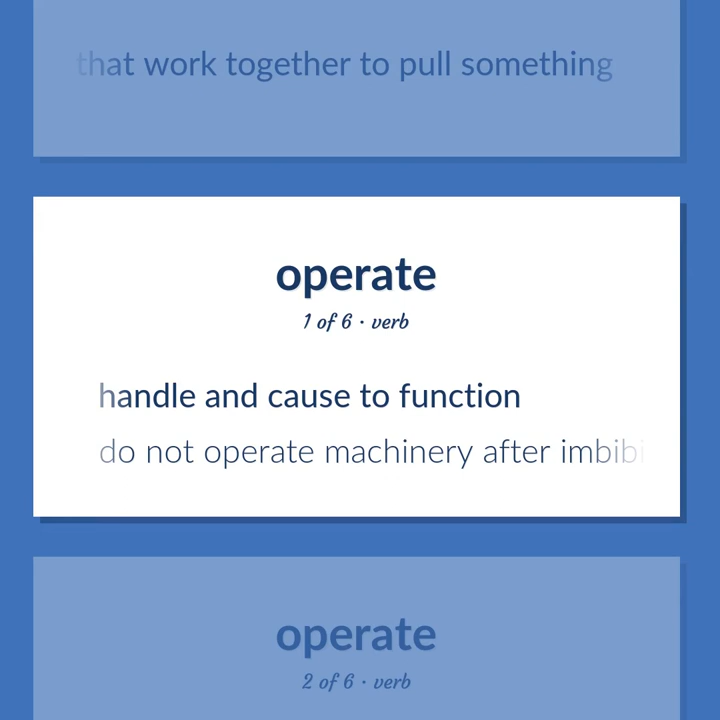 that work together to pull something
operate
1 of 6 · verb
handle and cause to function
do not operate machinery after imbibi
operate
2 of 6 · verb